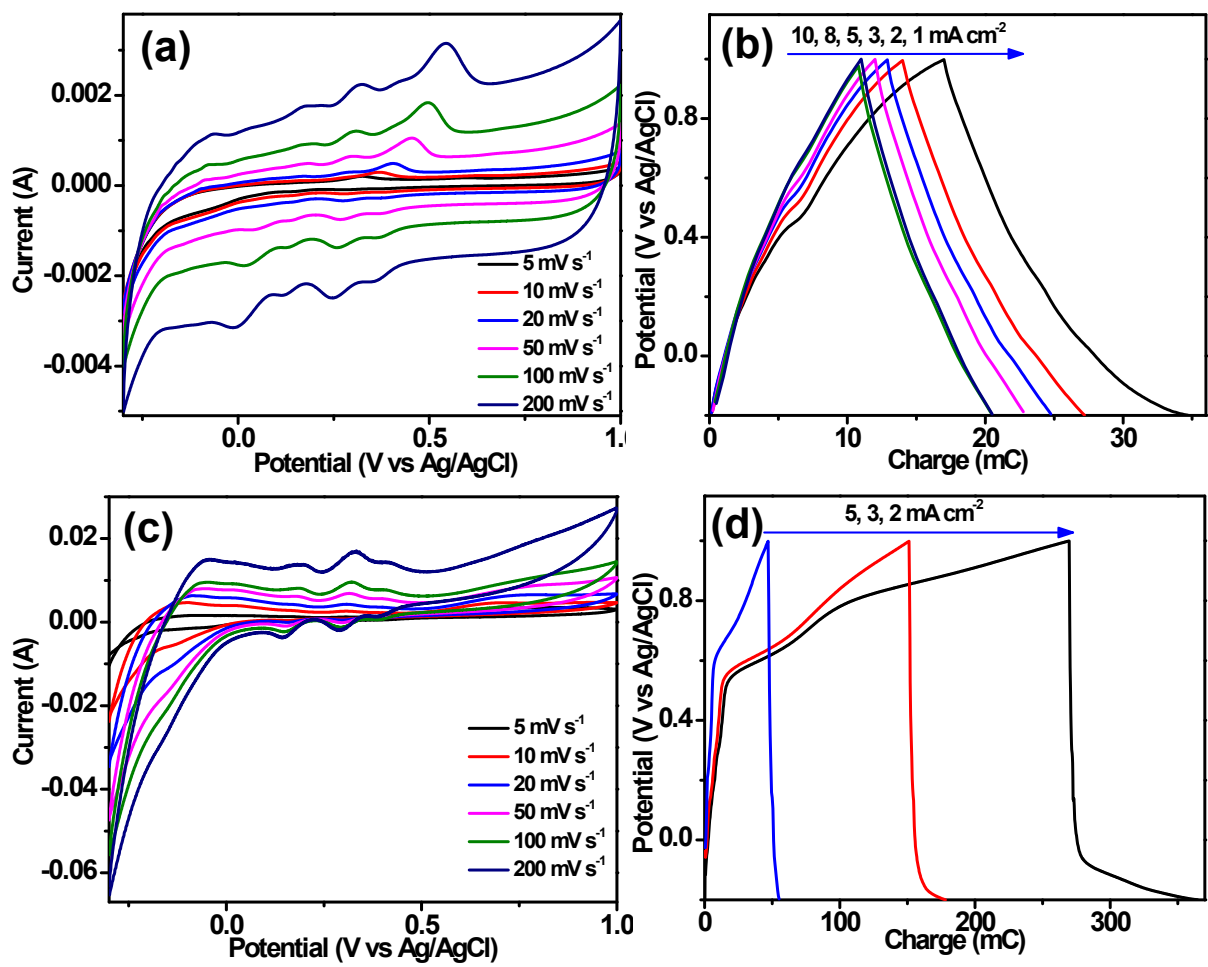 (a)
0.002
0.000
-0.002
-0.004
Current (A)
5 mV s⁻¹
10 mV s⁻¹
20 mV s⁻¹
50 mV s⁻¹
100 mV s⁻¹
200 mV s⁻¹
0.0 0.5 1.0
Potential (V vs Ag/AgCl)
(b)
10, 8, 5, 3, 2, 1 mA cm⁻²
0.8
0.4
0.0
Potential (V vs Ag/AgCl)
0 10 20 30
Charge (mC)
(c)
0.02
0.00
-0.02
-0.04
-0.06
Current (A)
5 mV s⁻¹
10 mV s⁻¹
20 mV s⁻¹
50 mV s⁻¹
100 mV s⁻¹
200 mV s⁻¹
0.0 0.5 1.0
Potential (V vs Ag/AgCl)
(d)
5, 3, 2 mA cm⁻²
0.8
0.4
0.0
Potential (V vs Ag/AgCl)
0 100 200 300
Charge (mC)